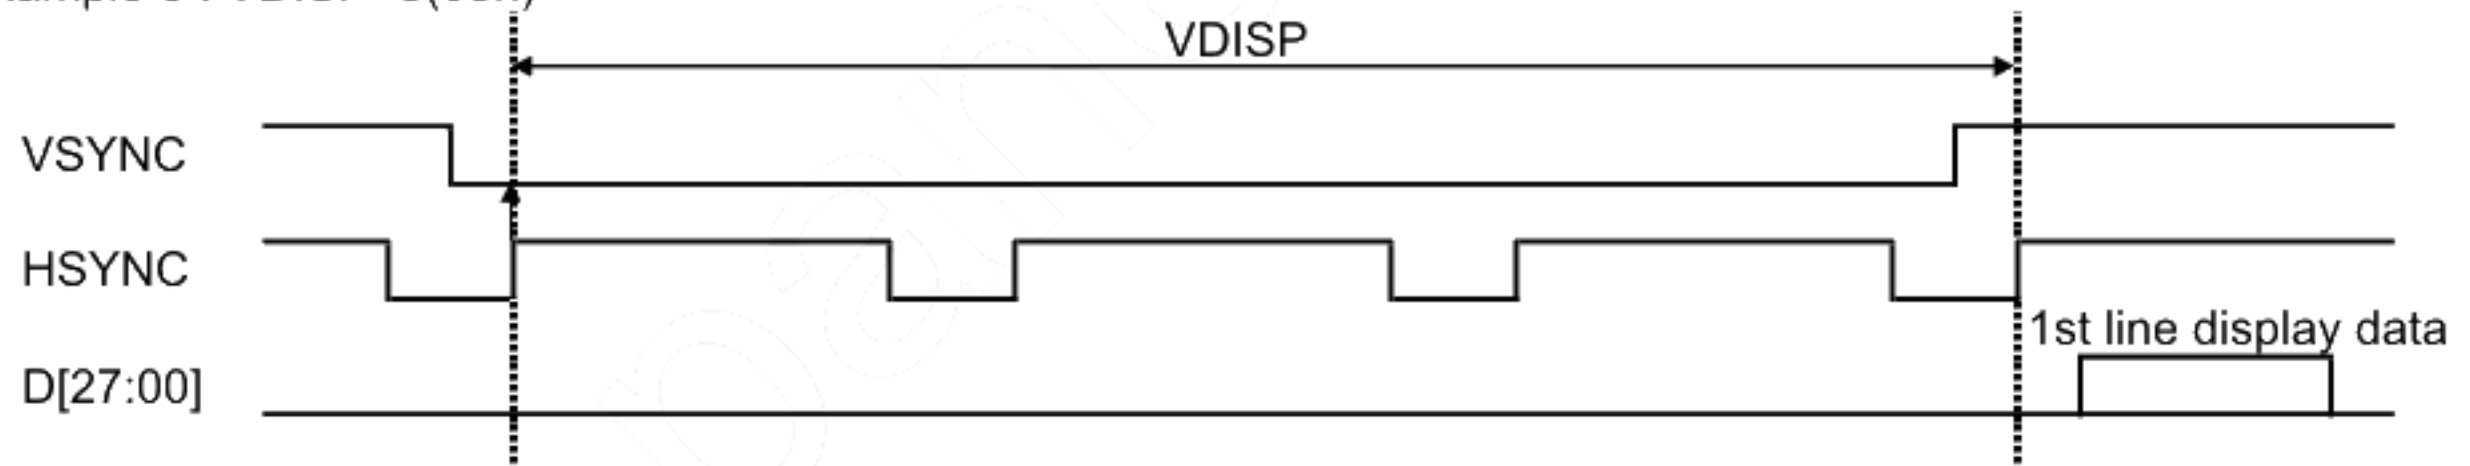 VDISP
VSYNC
HSYNC
1st line display data
D[27:00]